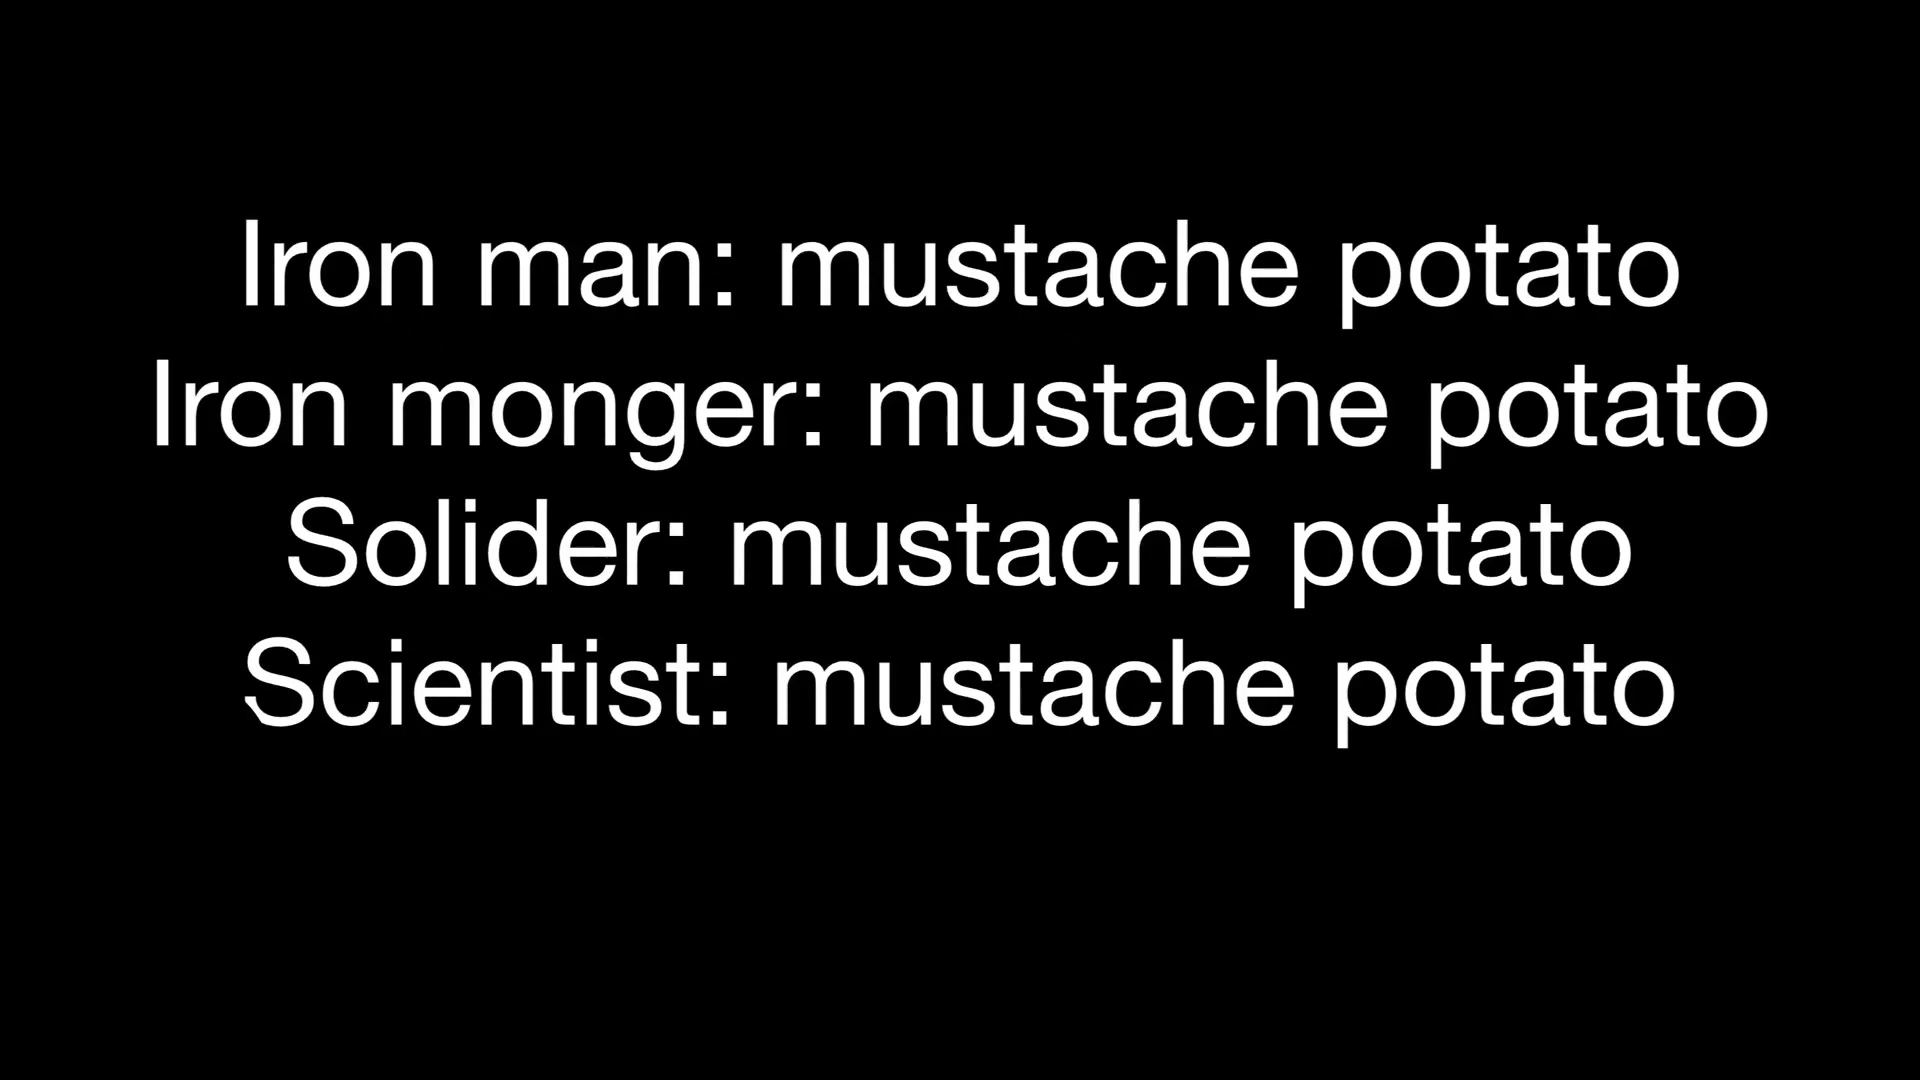 Iron man: mustache potato
Iron monger: mustache potato
Solider: mustache potato
Scientist: mustache potato